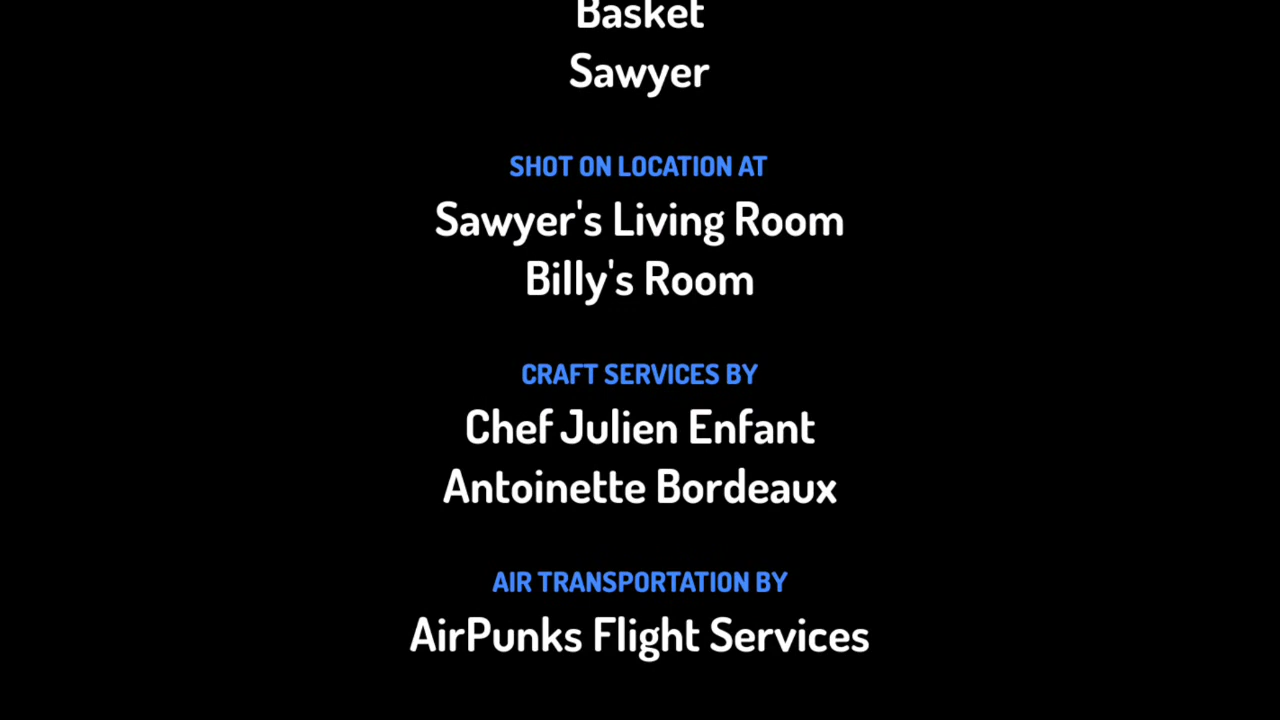 Basket
Sawyer
SHOT ON LOCATION AT
Sawyer's Living Room
Billy's Room
CRAFT SERVICES BY
Chef Julien Enfant
Antoinette Bordeaux
AIR TRANSPORTATION BY
AirPunks Flight Services